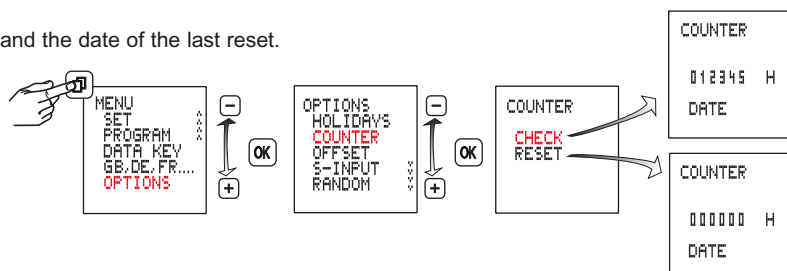 and the date of the last reset.
MENU
SET
PROGRAM
DATA KEY
GB,DE,FR....
OPTIONS
−
OK
+
OPTIONS
HOLIDAYS
COUNTER
OFFSET
S-INPUT
RANDOM
−
OK
+
COUNTER
CHECK
RESET
COUNTER
012345 H
DATE
COUNTER
000000 H
DATE